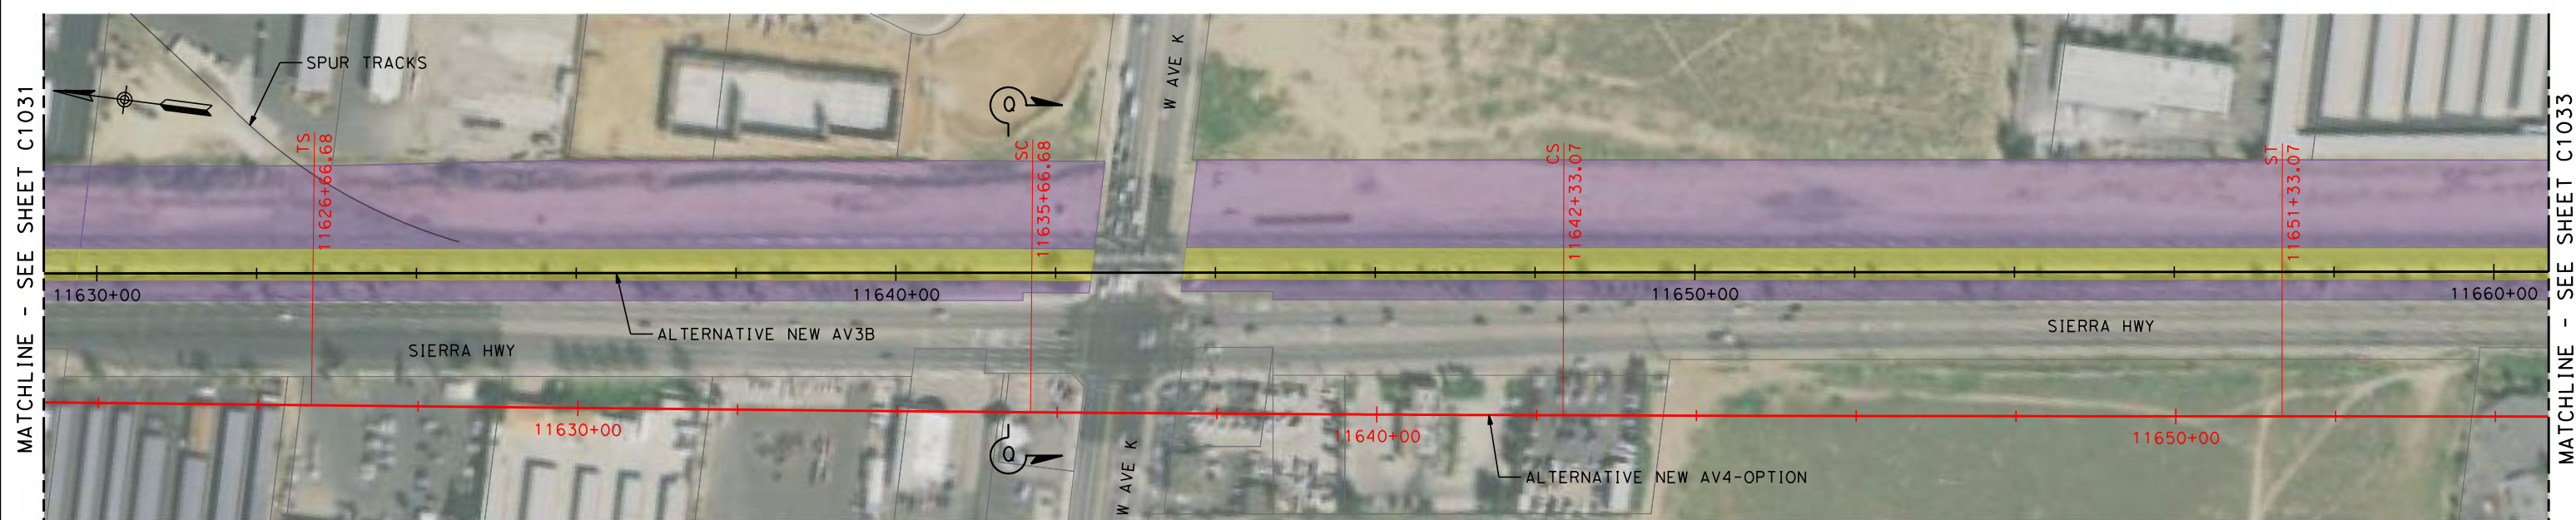 MATCHLINE - SEE SHEET C1031
SPUR TRACKS
W AVE K
Q
TS
11626+66.68
SC
11635+66.68
CS
11642+33.07
ST
11651+33.07
11630+00
11640+00
11650+00
11660+00
ALTERNATIVE NEW AV3B
SIERRA HWY
SIERRA HWY
11630+00
11640+00
11650+00
Q
W AVE K
ALTERNATIVE NEW AV4-OPTION
MATCHLINE - SEE SHEET C1033